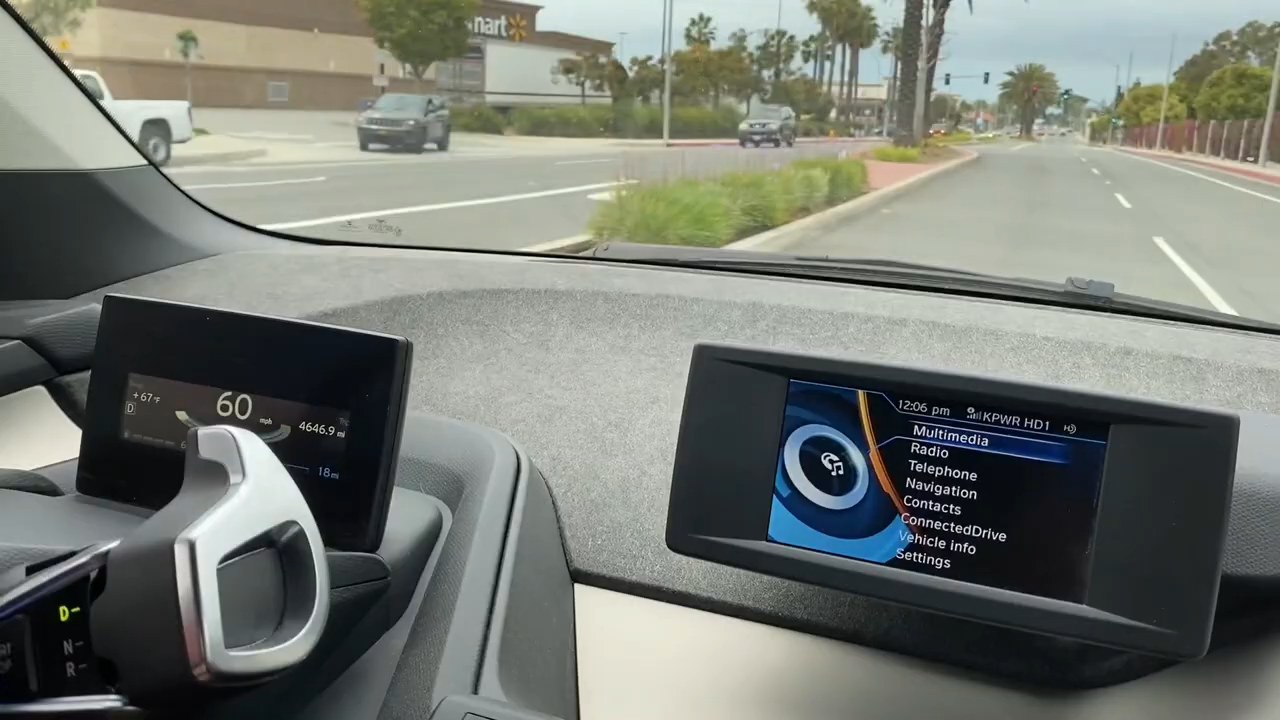 mart
+ 67°F
D
60
mph
4646.9 mi
18 mi
D
N
R
12:06 pm
KPWR HD1
Multimedia
Radio
Telephone
Navigation
Contacts
ConnectedDrive
Vehicle info
Settings